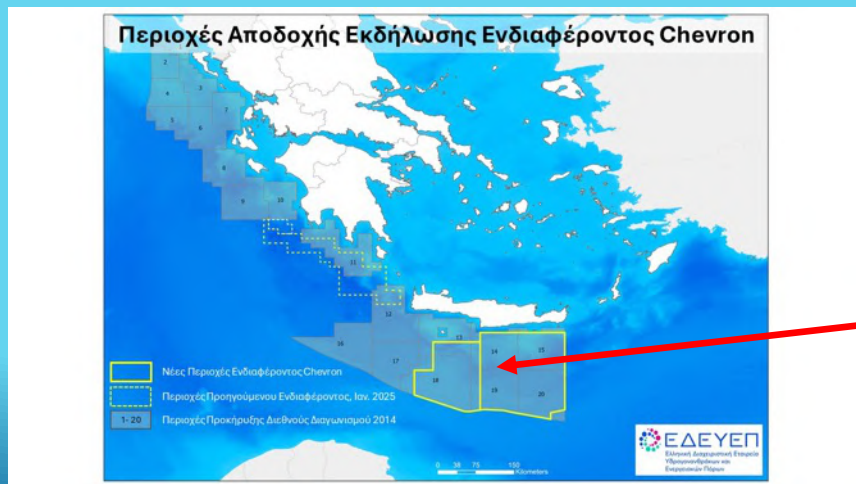 Περιοχές Αποδοχής Εκδήλωσης Ενδιαφέροντος Chevron
2
3
4
7
5
6
8
9
10
11
12
13
14
15
16
17
18
19
20
Νέες Περιοχές Ενδιαφέροντος Chevron
Περιοχές Προηγούμενου Ενδιαφέροντος, Ιαν. 2025
1- 20 Περιοχές Προκήρυξης Διεθνούς Διαγωνισμού 2014
0 38 75 150
Kilometers
ΕΔΕΥΕΠ
Ελληνική Διαχειριστική Εταιρεία
Υδρογονανθράκων και
Ενεργειακών Πόρων